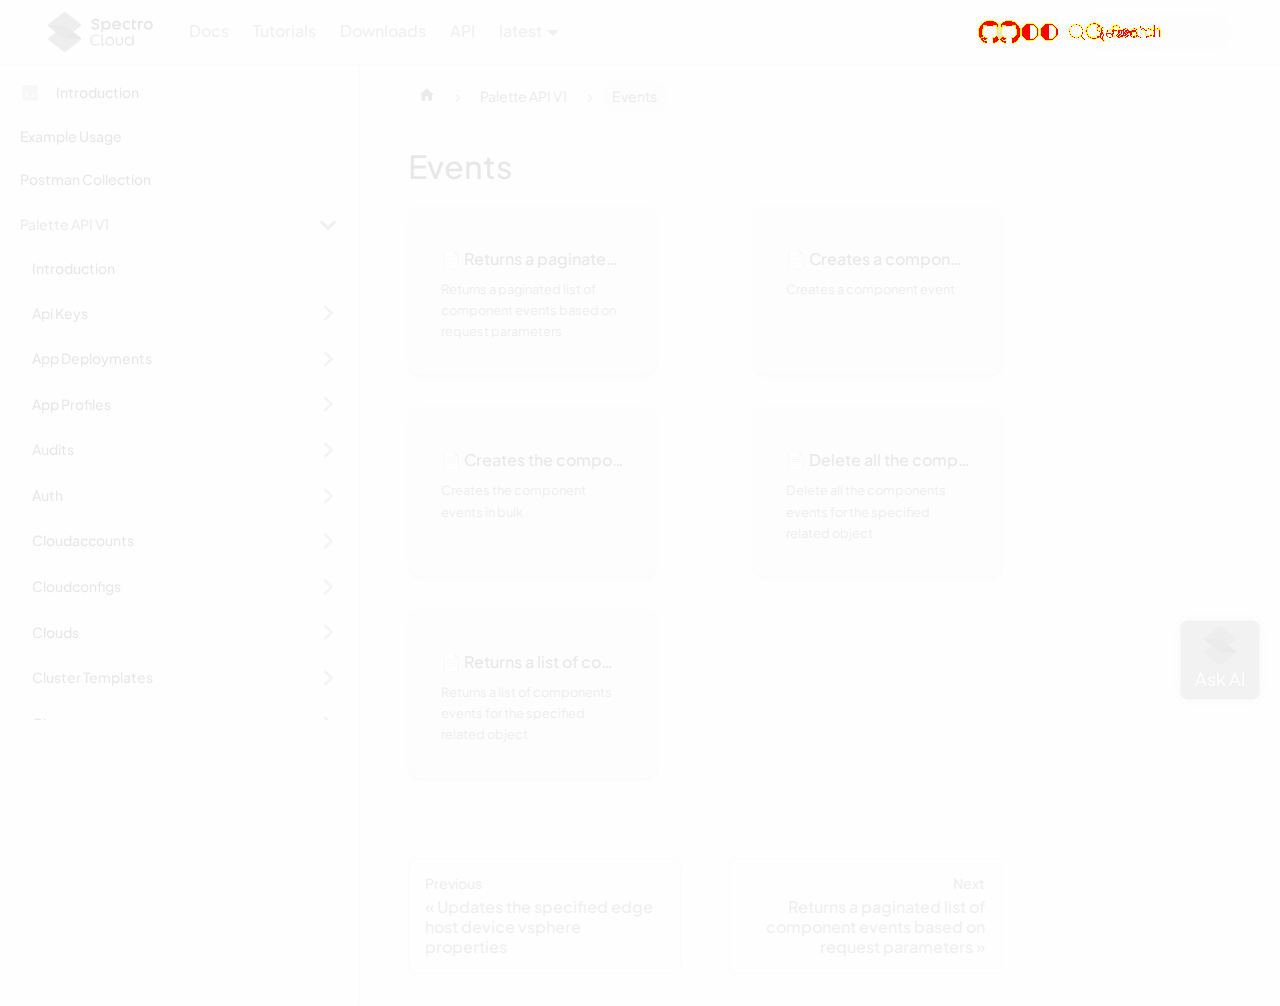 Spectro
Cloud
Docs
Tutorials
Downloads
API
latest
Search
Introduction
Example Usage
Postman Collection
Palette API V1
Introduction
Api Keys
App Deployments
App Profiles
Audits
Auth
Cloudaccounts
Cloudconfigs
Clouds
Cluster Templates
Palette API V1
Events
Events
Returns a paginate…
Returns a paginated list of
component events based on
request parameters
Creates a compon…
Creates a component event
Creates the compo…
Creates the component
events in bulk
Delete all the comp…
Delete all the components
events for the specified
related object
Returns a list of co…
Returns a list of components
events for the specified
related object
Ask AI
Previous
« Updates the specified edge
host device vsphere
properties
Next
Returns a paginated list of
component events based on
request parameters »